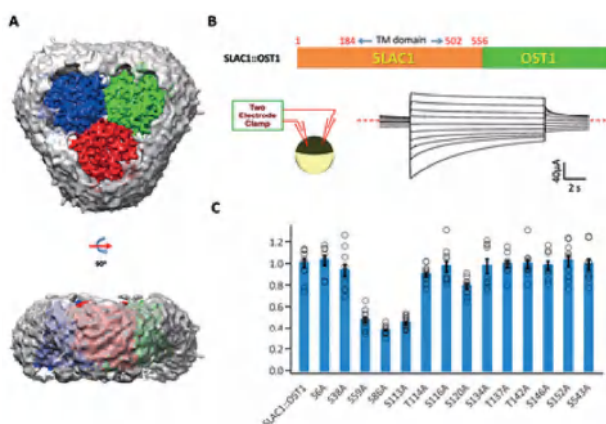 A
90°
B
1 184 TM domain 502 556
SLAC1::OST1 SLAC1 OST1
Two
Electrode
Clamp
40μA
2 s
C
1.2
1.0
0.8
0.6
0.4
0.2
0.0
SLAC1::OST1 S6A S38A S59A S86A S113A T114A S116A S120A S134A T137A T142A S146A S152A S543A